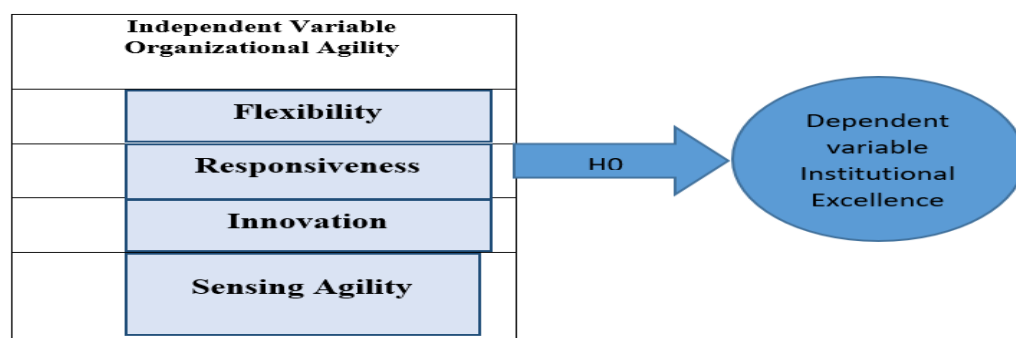 Independent Variable
Organizational Agility
Flexibility
Responsiveness
Innovation
Sensing Agility
H0
Dependent
variable
Institutional
Excellence